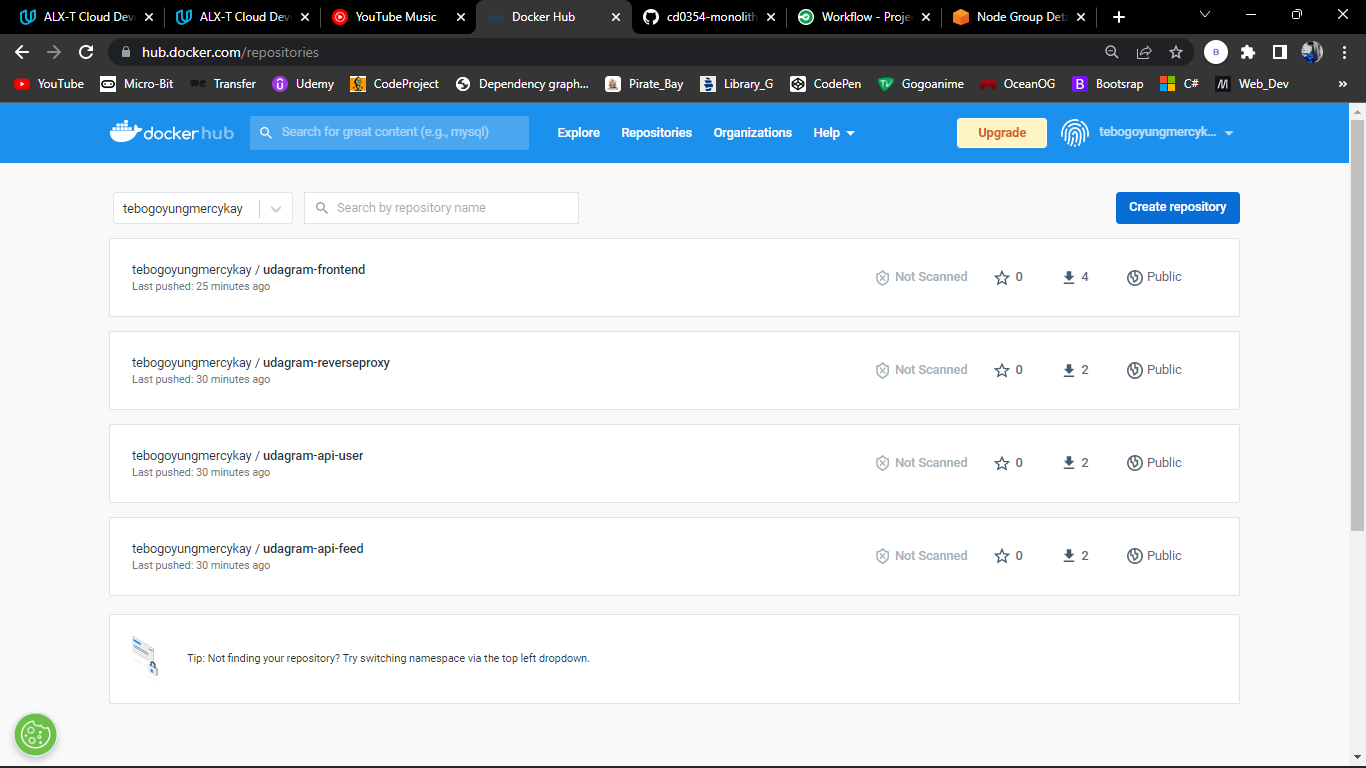 ALX-T Cloud Deve
ALX-T Cloud Deve
YouTube Music
Docker Hub
cd0354-monolith
Workflow - Proje
Node Group Deta
hub.docker.com/repositories
B
YouTube
Micro-Bit
we Transfer
Udemy
CodeProject
Dependency graph...
Pirate_Bay
Library_G
CodePen
TV Gogoanime
OceanOG
B Bootsrap
C#
M Web_Dev
»
docker hub
Search for great content (e.g., mysql)
Explore
Repositories
Organizations
Help
Upgrade
tebogoyungmercyk...
tebogoyungmercykay
Search by repository name
Create repository
tebogoyungmercykay / udagram-frontend
Last pushed: 25 minutes ago
Not Scanned
0
4
Public
tebogoyungmercykay / udagram-reverseproxy
Last pushed: 30 minutes ago
Not Scanned
0
2
Public
tebogoyungmercykay / udagram-api-user
Last pushed: 30 minutes ago
Not Scanned
0
2
Public
tebogoyungmercykay / udagram-api-feed
Last pushed: 30 minutes ago
Not Scanned
0
2
Public
Tip: Not finding your repository? Try switching namespace via the top left dropdown.